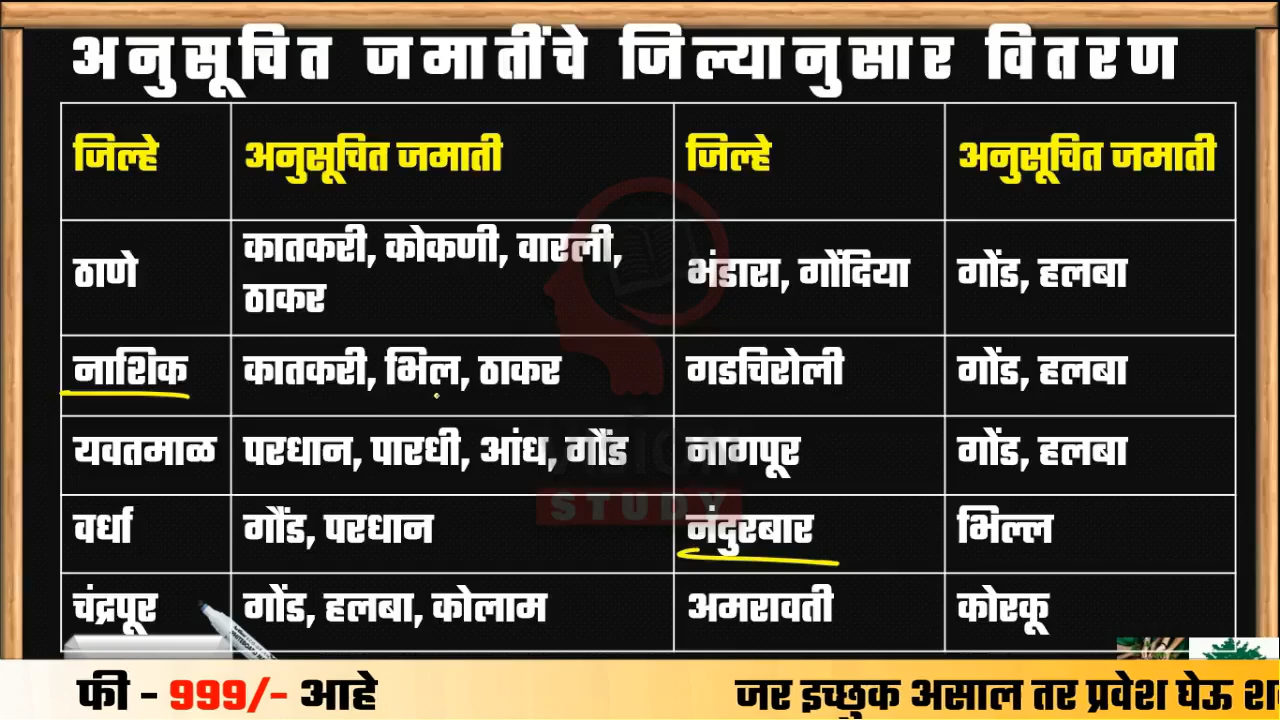 अनुसूचित जमातींचे जिल्यानुसार वितरण
जिल्हे अनुसूचित जमाती जिल्हे अनुसूचित जमाती
ठाणे कातकरी, कोकणी, वारली, ठाकर भंडारा, गोंदिया गोंड, हलबा
नाशिक कातकरी, भिल, ठाकर गडचिरोली गोंड, हलबा
यवतमाळ परधान, पारधी, आंध, गोंड नागपूर गोंड, हलबा
वर्धा गोंड, परधान नंदुरबार भिल्ल
चंद्रपूर गोंड, हलबा, कोलाम अमरावती कोरकू
STUDY
फी - 999/- आहे जर इच्छुक असाल तर प्रवेश घेऊ